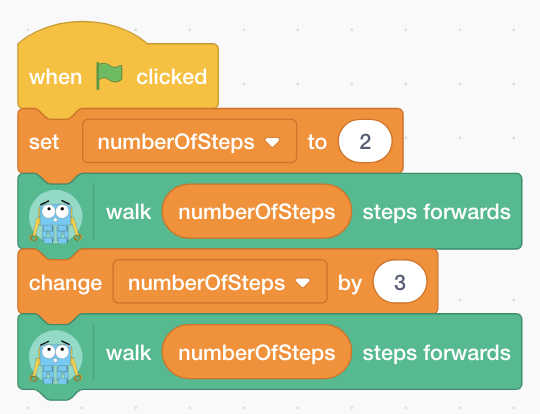 when clicked
set numberOfSteps to 2
walk numberOfSteps steps forwards
change numberOfSteps by 3
walk numberOfSteps steps forwards